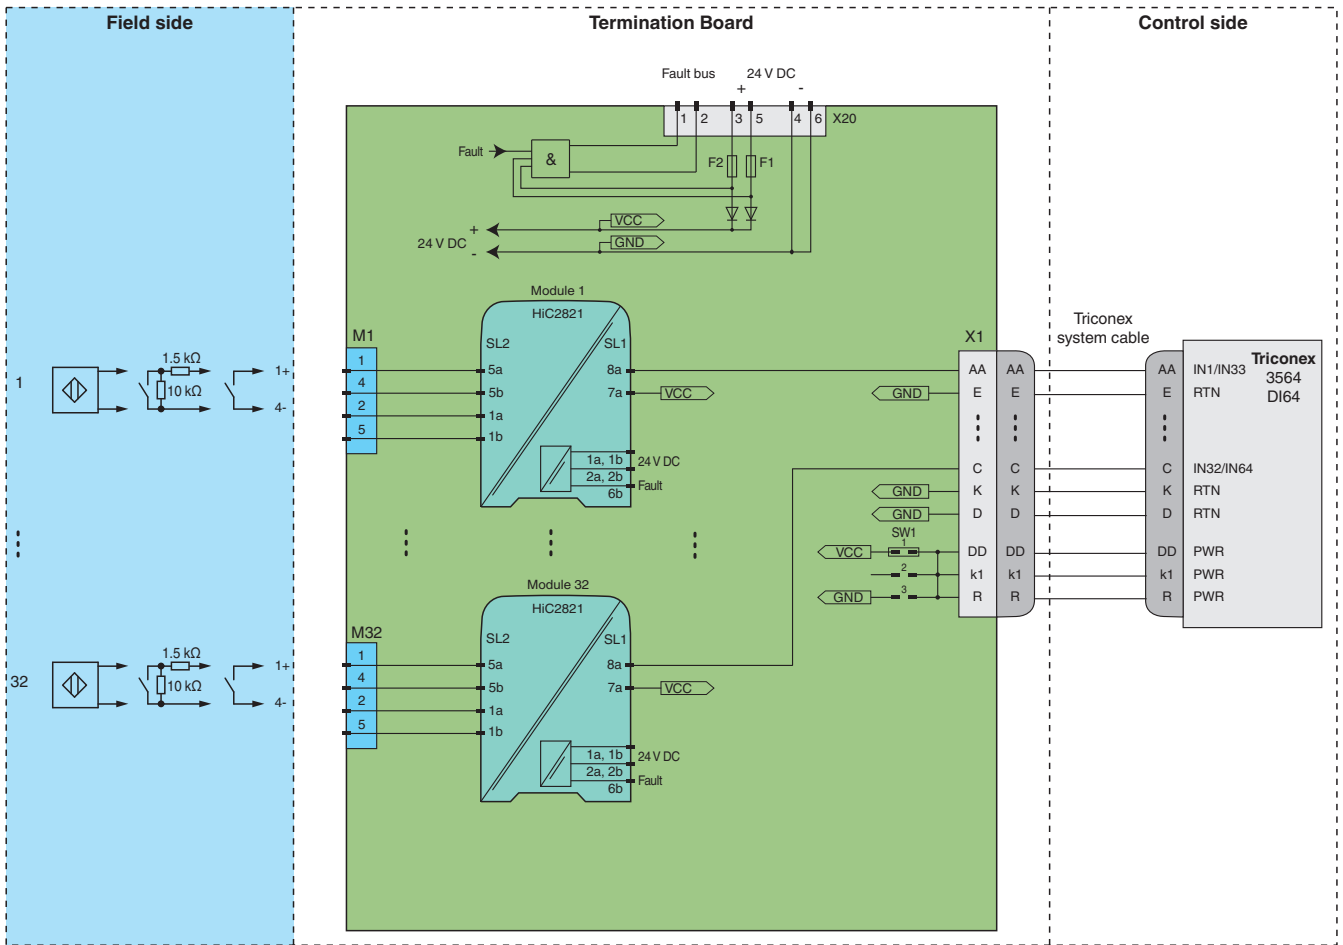 Field side
Termination Board
Control side
Fault bus 24 V DC
+ -
1 2 3 5 4 6 X20
Fault & F2 F1
VCC
+
24 V DC
GND
-
Module 1
HiC2821
M1
SL2 SL1
1 5a 8a
4 5b 7a VCC
2 1a
5 1b
1a, 1b 24 V DC
2a, 2b
Fault
6b
1
1.5 kΩ
10 kΩ
1+
4-
Module 32
HiC2821
M32
SL2 SL1
1 5a 8a
4 5b 7a VCC
2 1a
5 1b
1a, 1b 24 V DC
2a, 2b
Fault
6b
32
1.5 kΩ
10 kΩ
1+
4-
X1
Triconex
system cable
Triconex
3564
DI64
AA AA AA IN1/IN33
GND E E E RTN
C C C IN32/IN64
GND K K K RTN
GND D D D RTN
SW1
VCC 1 DD DD DD PWR
2 k1 k1 k1 PWR
GND 3 R R R PWR